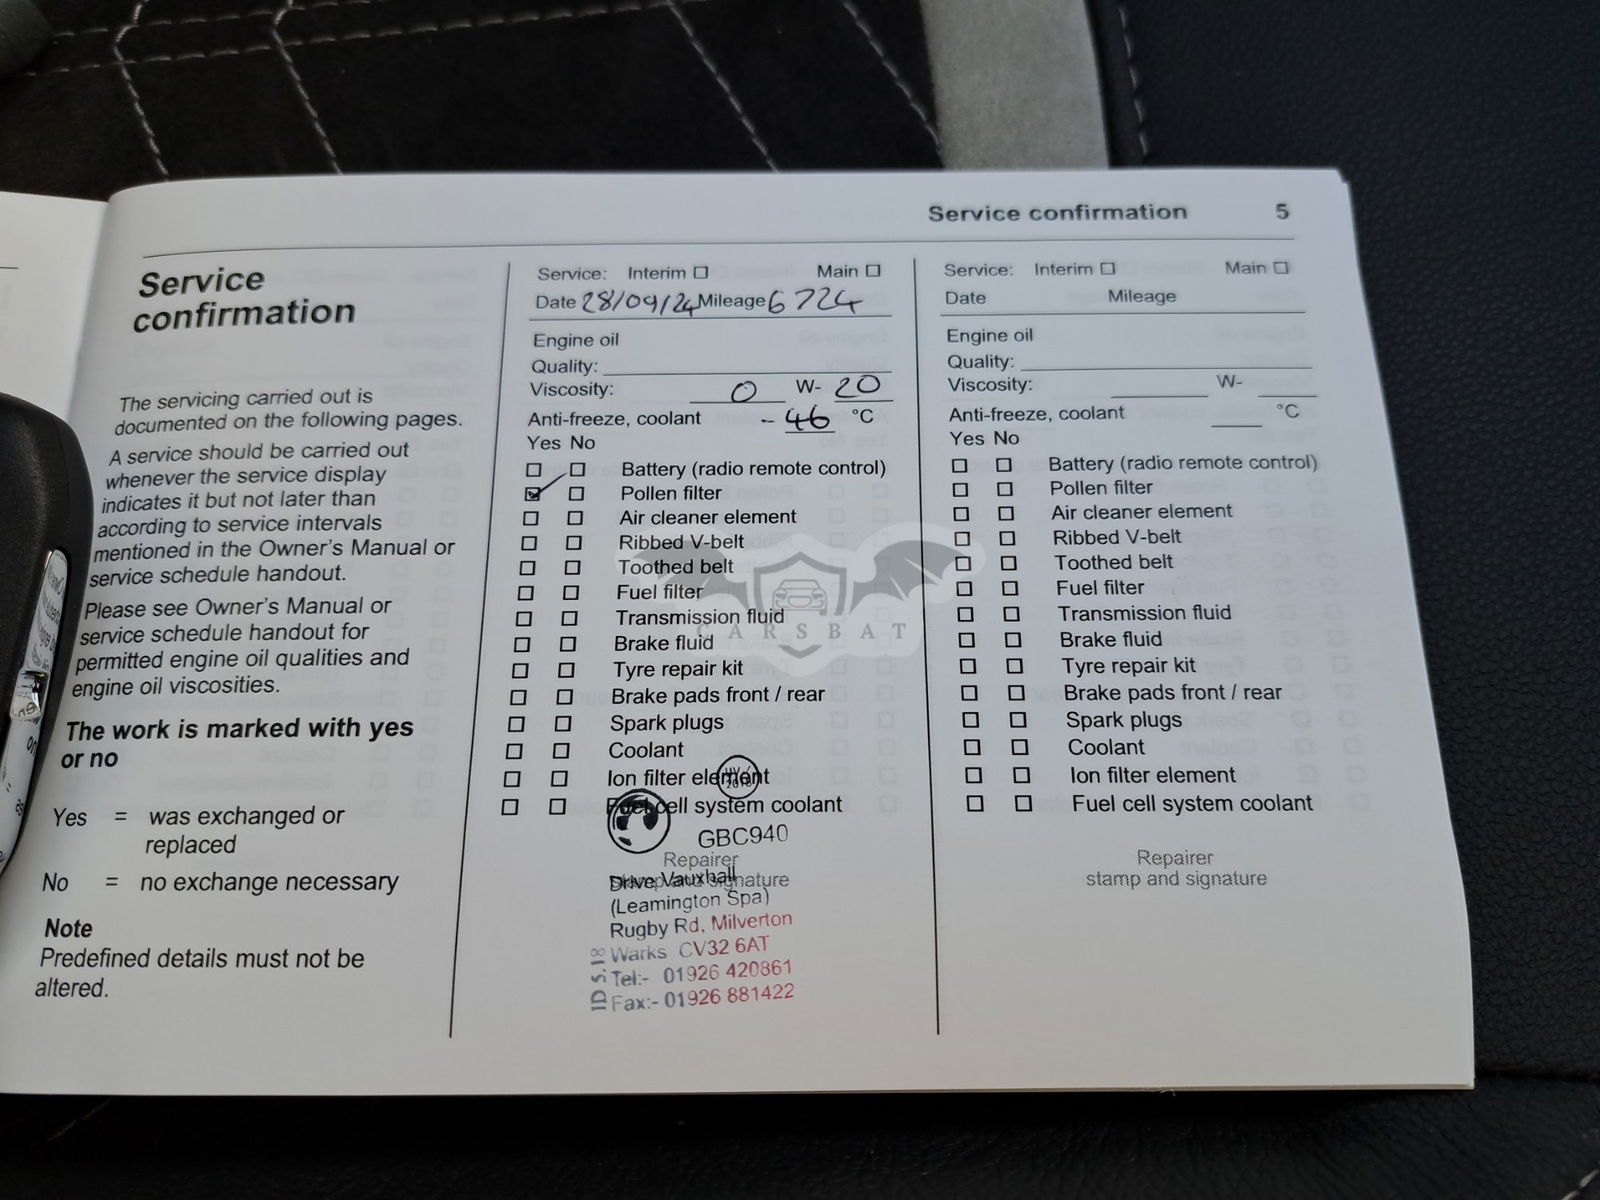 Service confirmation 5
Service
confirmation
The servicing carried out is
documented on the following pages.
A service should be carried out
whenever the service display
indicates it but not later than
according to service intervals
mentioned in the Owner's Manual or
service schedule handout.
Please see Owner's Manual or
service schedule handout for
permitted engine oil qualities and
engine oil viscosities.
The work is marked with yes
or no
Yes = was exchanged or
replaced
No = no exchange necessary
Note
Predefined details must not be
altered.
Service: Interim Main
Date 28/09/24 Mileage 6724
Engine oil
Quality:
Viscosity: 0 W- 20
Anti-freeze, coolant -46 °C
Yes No
Battery (radio remote control)
Pollen filter
Air cleaner element
Ribbed V-belt
Toothed belt
Fuel filter
Transmission fluid
Brake fluid
Tyre repair kit
Brake pads front / rear
Spark plugs
Coolant
Ion filter element
Fuel cell system coolant
GBC940
Repairer
stamp and signature
Drive Vauxhall
(Leamington Spa)
Rugby Rd, Milverton
Warks CV32 6AT
Tel:- 01926 420861
Fax:- 01926 881422
ID 5.18
CARSBAT
Service: Interim Main
Date Mileage
Engine oil
Quality:
Viscosity: W-
Anti-freeze, coolant °C
Yes No
Battery (radio remote control)
Pollen filter
Air cleaner element
Ribbed V-belt
Toothed belt
Fuel filter
Transmission fluid
Brake fluid
Tyre repair kit
Brake pads front / rear
Spark plugs
Coolant
Ion filter element
Fuel cell system coolant
Repairer
stamp and signature